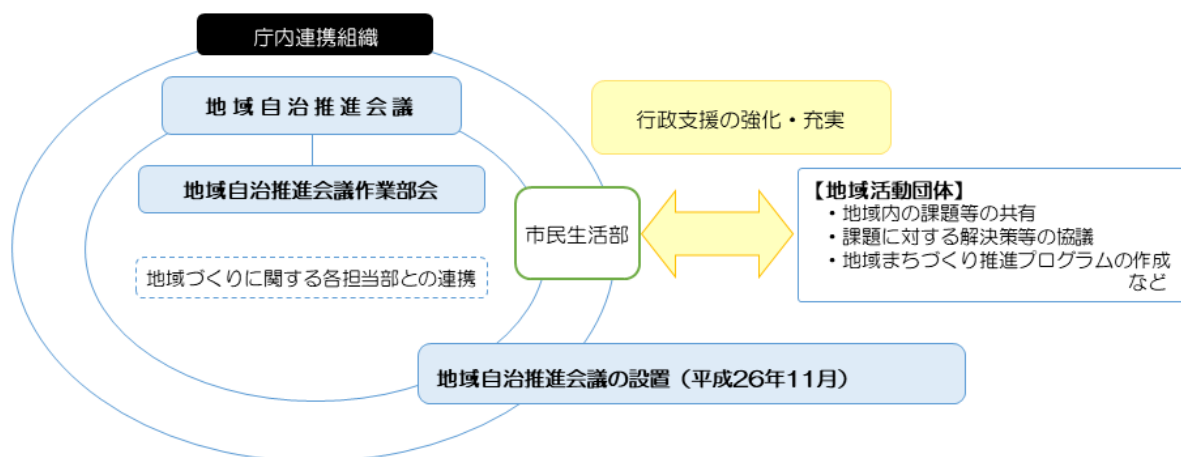 庁内連携組織
地域自治推進会議
行政支援の強化・充実
地域自治推進会議作業部会
【地域活動団体】
・地域内の課題等の共有
・課題に対する解決策等の協議
・地域まちづくり推進プログラムの作成
など
市民生活部
地域づくりに関する各担当部との連携
地域自治推進会議の設置（平成26年11月）